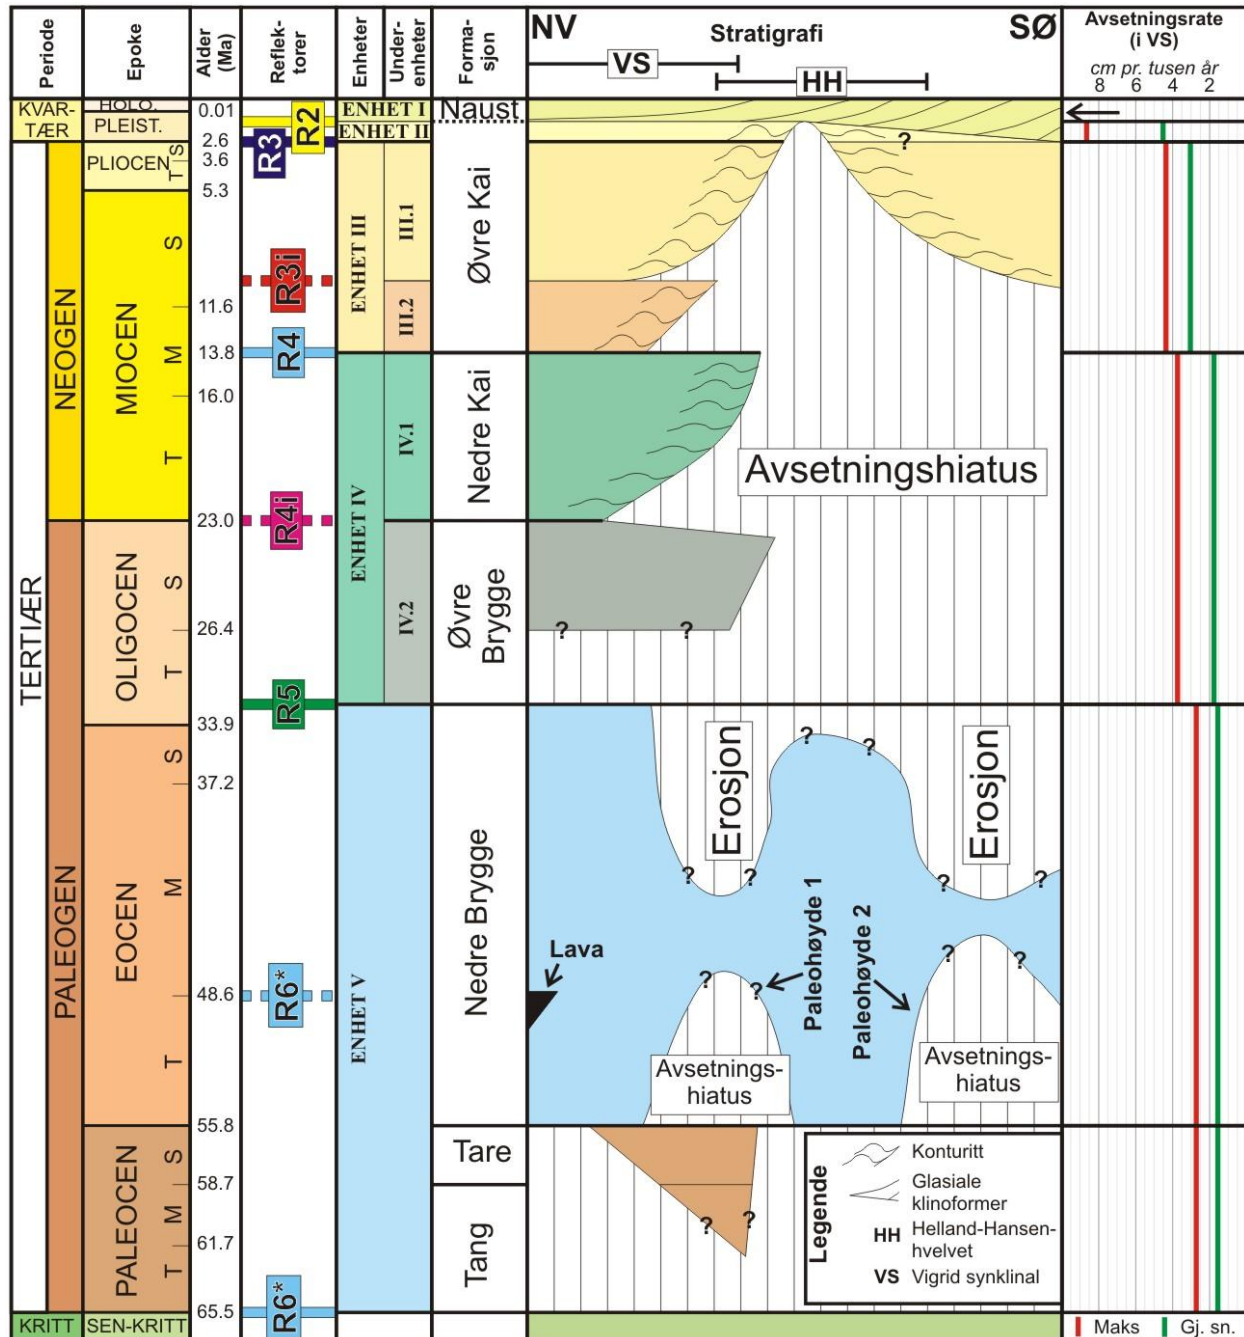 Periode
Epoke
Alder
(Ma)
Reflek-
torer
Enheter
Under-
enheter
Forma-
sjon
NV
Stratigrafi
SØ
VS
HH
Avsetningsrate
(i VS)
cm pr. tusen år
8 6 4 2
KVAR-
TÆR
TERTIÆR
NEOGEN
PALEOGEN
KRITT
HOLO.
PLEIST.
PLIOCEN
S
T
MIOCEN
S
M
T
OLIGOCEN
S
T
EOCEN
S
M
T
PALEOCEN
S
M
T
SEN-KRITT
0.01
2.6
3.6
5.3
11.6
13.8
16.0
23.0
26.4
33.9
37.2
48.6
55.8
58.7
61.7
65.5
R2
R3
R3i
R4
R4i
R5
R6*
R6*
ENHET I
ENHET II
ENHET III
ENHET IV
ENHET V
III.1
III.2
IV.1
IV.2
Naust
Øvre Kai
Nedre Kai
Øvre
Brygge
Nedre Brygge
Tare
Tang
?
Avsetningshiatus
? ?
Erosjon
Erosjon
? ?
? ?
? ?
Lava
Paleohøyde 1
Paleohøyde 2
? ?
? ?
Avsetnings-
hiatus
Avsetnings-
hiatus
? ?
Legende
Konturitt
Glasiale
klinoformer
HH Helland-Hansen-
hvelvet
VS Vigrid synklinal
Maks Gj. sn.